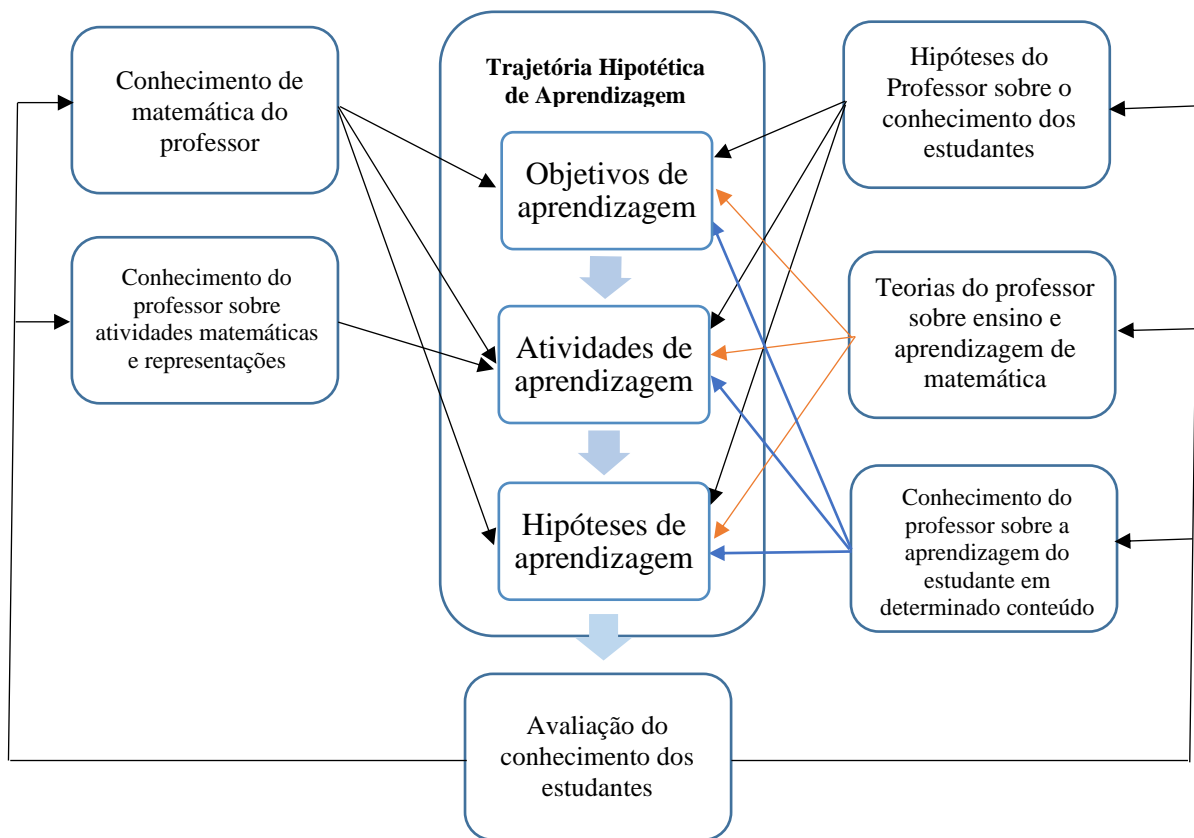 Conhecimento de
matemática do
professor
Conhecimento do
professor sobre
atividades matemáticas
e representações
Trajetória Hipotética
de Aprendizagem
Objetivos de
aprendizagem
Atividades de
aprendizagem
Hipóteses de
aprendizagem
Hipóteses do
Professor sobre o
conhecimento dos
estudantes
Teorias do professor
sobre ensino e
aprendizagem de
matemática
Conhecimento do
professor sobre a
aprendizagem do
estudante em
determinado conteúdo
Avaliação do
conhecimento dos
estudantes